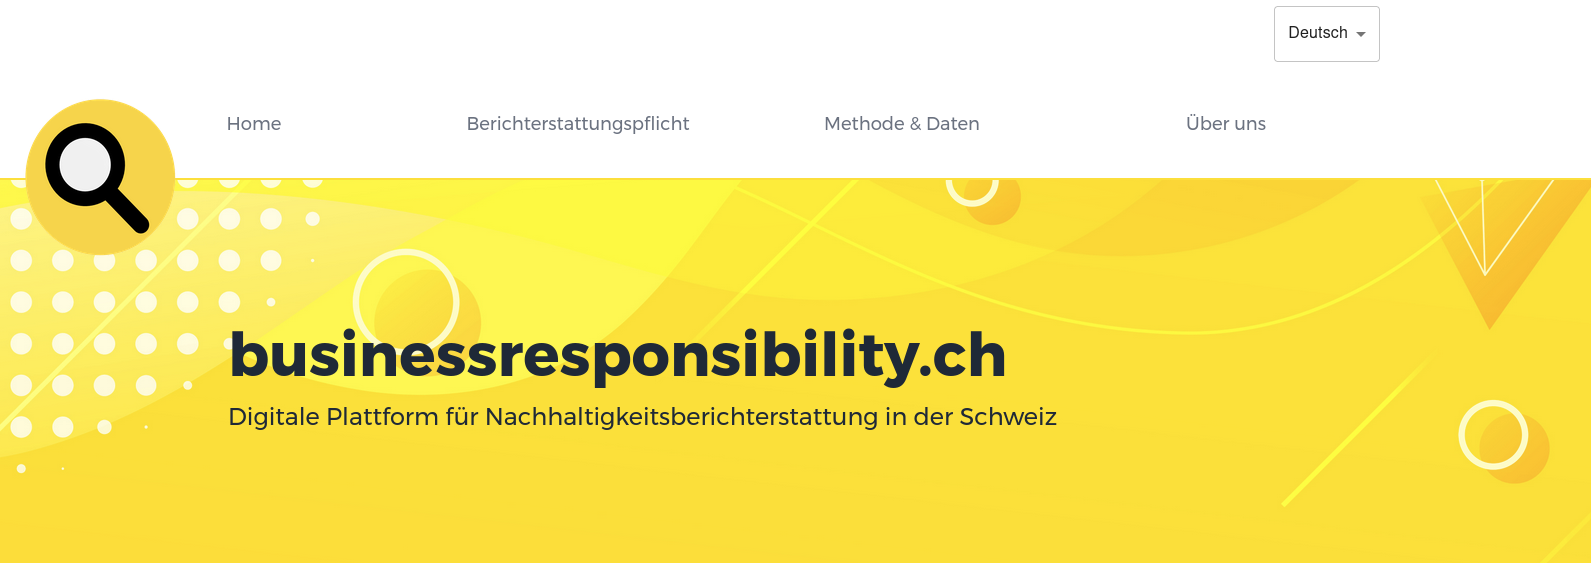 Deutsch
Home
Berichterstattungspflicht
Methode & Daten
Über uns
businessresponsibility.ch
Digitale Plattform für Nachhaltigkeitsberichterstattung in der Schweiz